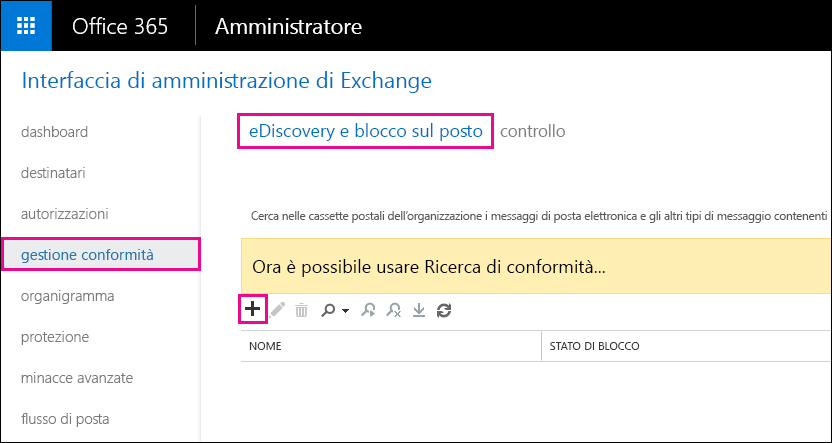 Office 365 Amministratore
Interfaccia di amministrazione di Exchange
dashboard
destinatari
autorizzazioni
gestione conformità
organigramma
protezione
minacce avanzate
flusso di posta
eDiscovery e blocco sul posto controllo
Cerca nelle cassette postali dell'organizzazione i messaggi di posta elettronica e gli altri tipi di messaggio contenenti
Ora è possibile usare Ricerca di conformità...
NOME STATO DI BLOCCO